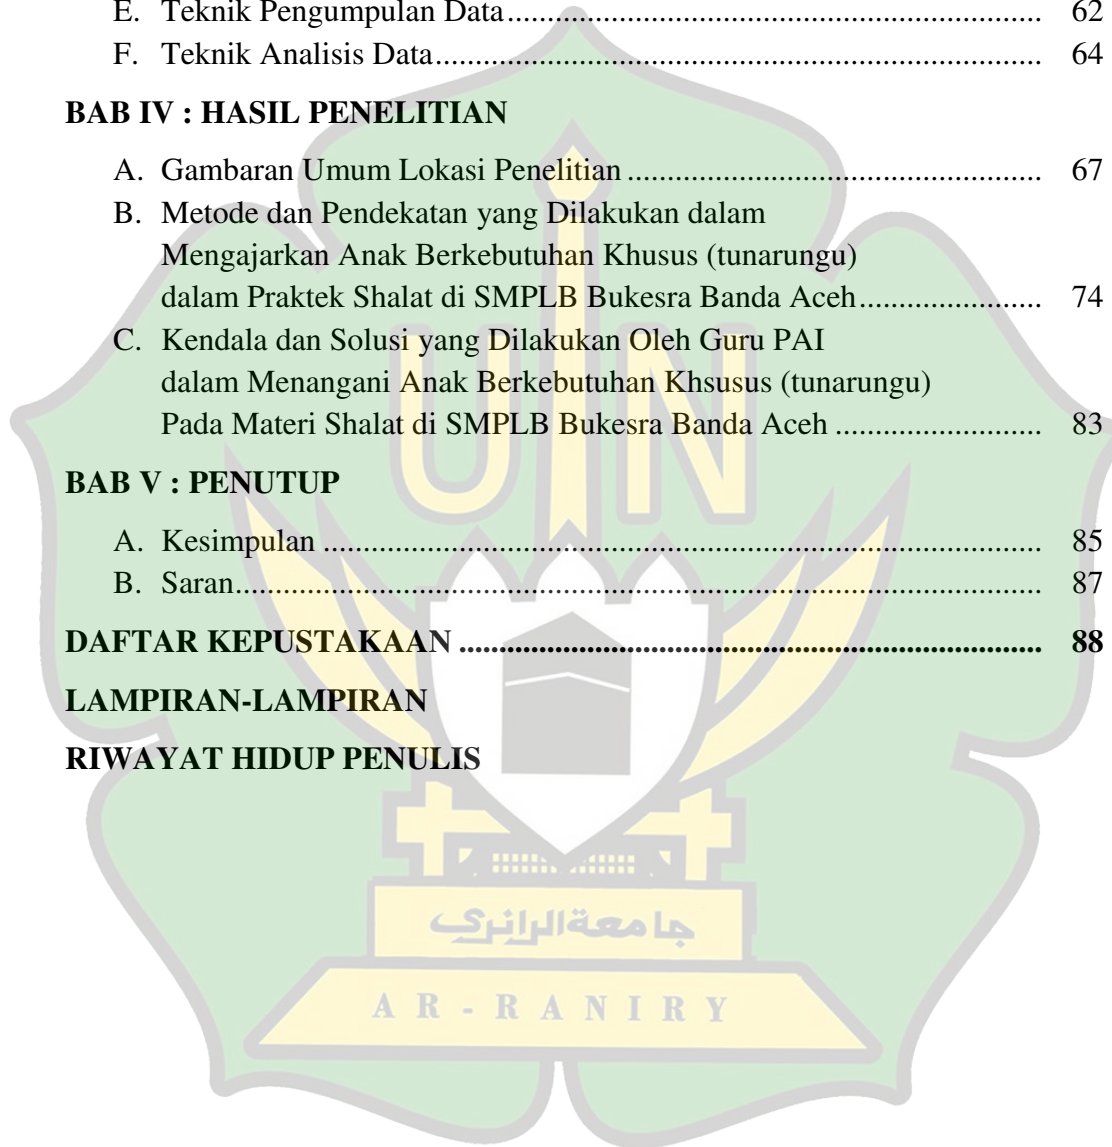 E. Teknik Pengumpulan Data.................................................................... 62
F. Teknik Analisis Data............................................................................. 64
BAB IV : HASIL PENELITIAN
A. Gambaran Umum Lokasi Penelitian ..................................................... 67
B. Metode dan Pendekatan yang Dilakukan dalam
Mengajarkan Anak Berkebutuhan Khusus (tunarungu)
dalam Praktek Shalat di SMPLB Bukesra Banda Aceh....................... 74
C. Kendala dan Solusi yang Dilakukan Oleh Guru PAI
dalam Menangani Anak Berkebutuhan Khsusus (tunarungu)
Pada Materi Shalat di SMPLB Bukesra Banda Aceh .......................... 83
BAB V : PENUTUP
A. Kesimpulan ........................................................................................... 85
B. Saran....................................................................................................... 87
DAFTAR KEPUSTAKAAN .......................................................................... 88
LAMPIRAN-LAMPIRAN
RIWAYAT HIDUP PENULIS
UIN
جامعةالرانري
AR-RANIRY